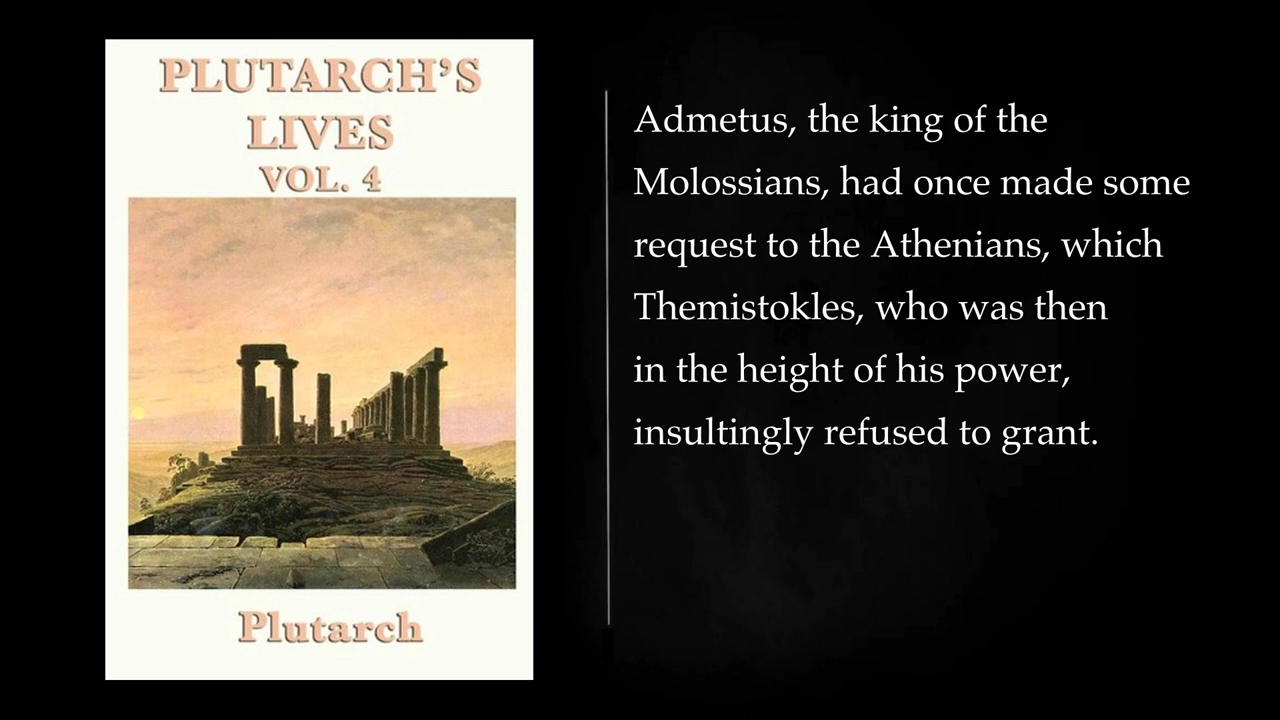 PLUTARCH'S
LIVES
VOL. 4
Plutarch
Admetus, the king of the
Molossians, had once made some
request to the Athenians, which
Themistokles, who was then
in the height of his power,
insultingly refused to grant.